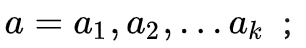 a = a₁, a₂, ... aₖ ;